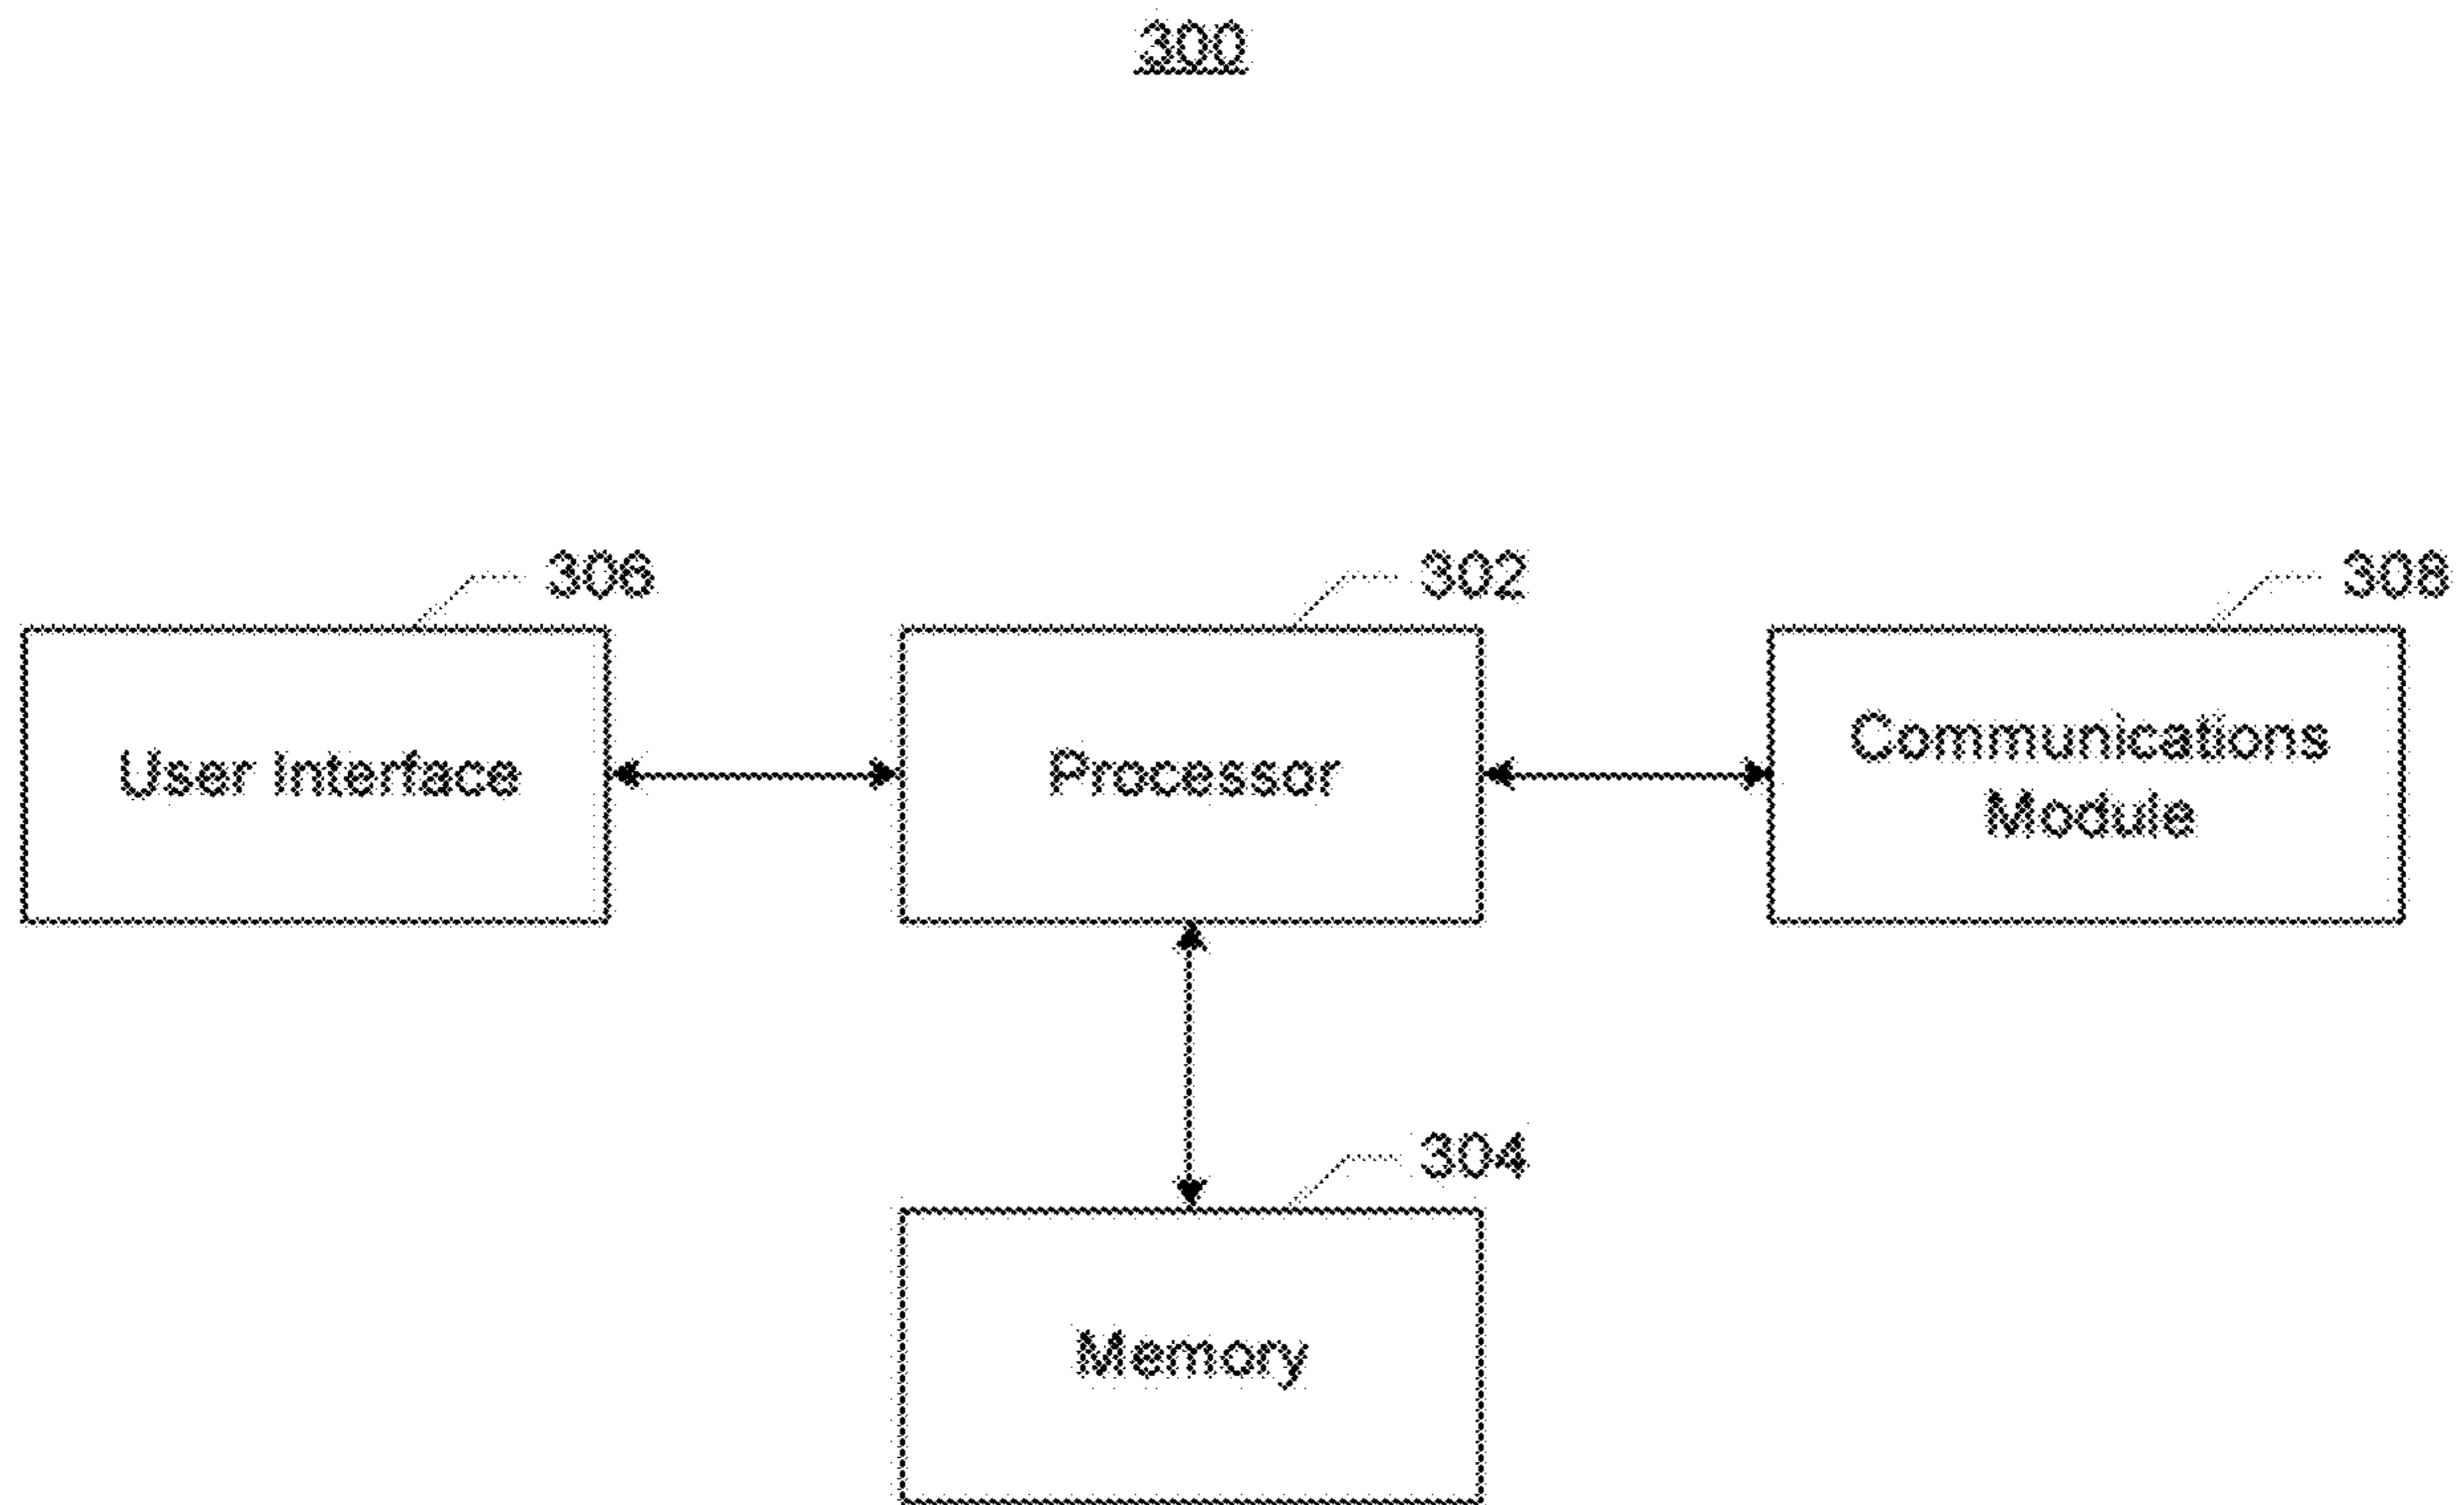 300
306
302
308
User Interface
Processor
Communications
Module
304
Memory